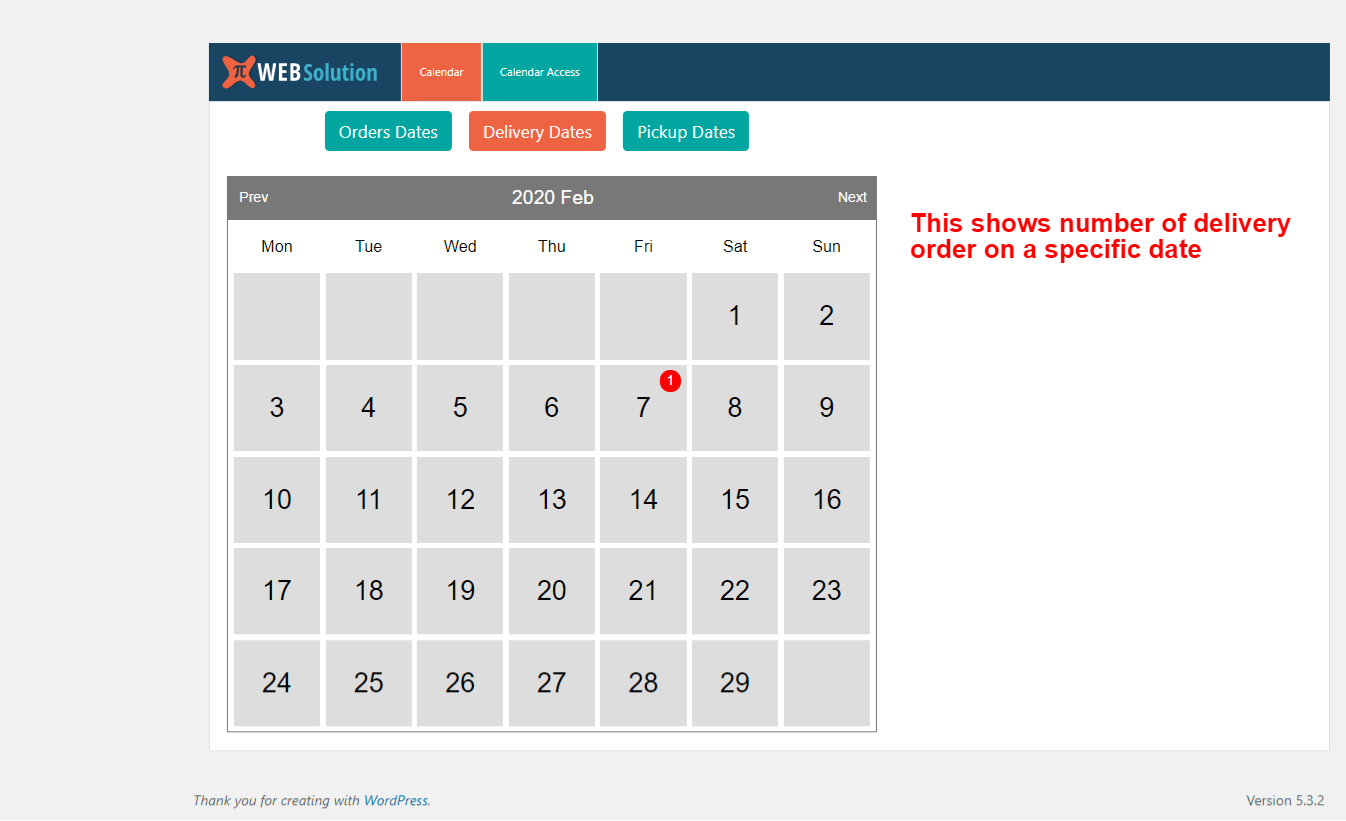 π WEBSolution Calendar Calendar Access
Orders Dates Delivery Dates Pickup Dates
Prev 2020 Feb Next
This shows number of delivery
order on a specific date
Mon Tue Wed Thu Fri Sat Sun
1 2
3 4 5 6 7 1 8 9
10 11 12 13 14 15 16
17 18 19 20 21 22 23
24 25 26 27 28 29
Thank you for creating with WordPress. Version 5.3.2